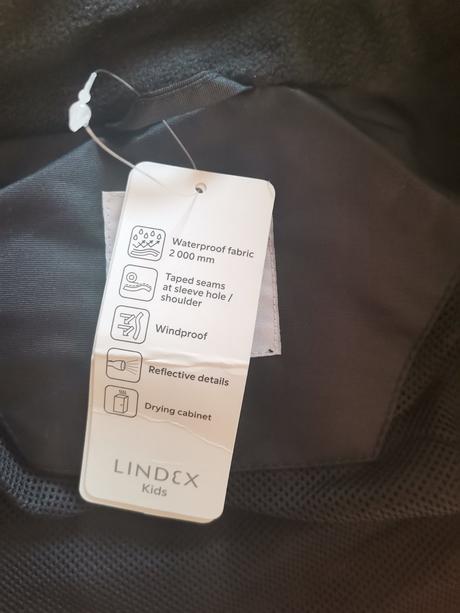 Waterproof fabric
2 000 mm
Taped seams
at sleeve hole /
shoulder
Windproof
Reflective details
Drying cabinet
LINDEX
Kids